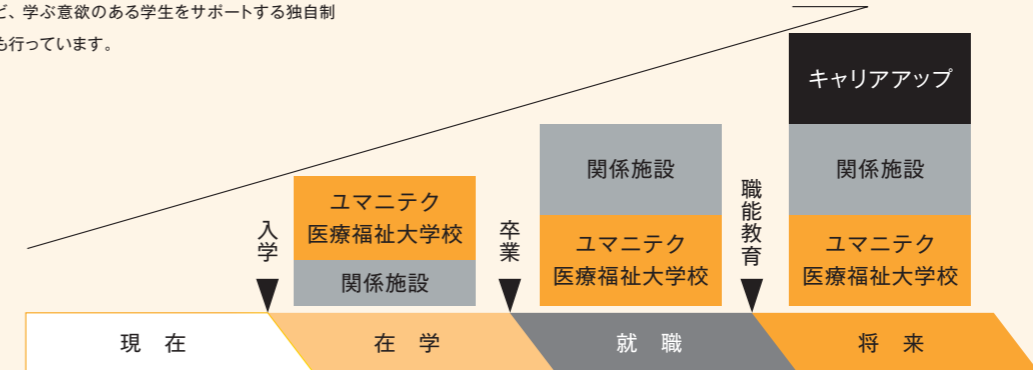 ど、学ぶ意欲のある学生をサポートする独自制
も行っています。
キャリアアップ
関係施設
関係施設
ユマニテク
医療福祉大学校
関係施設
ユマニテク
医療福祉大学校
ユマニテク
医療福祉大学校
入学
卒業
職能教育
現 在
在 学
就 職
将 来